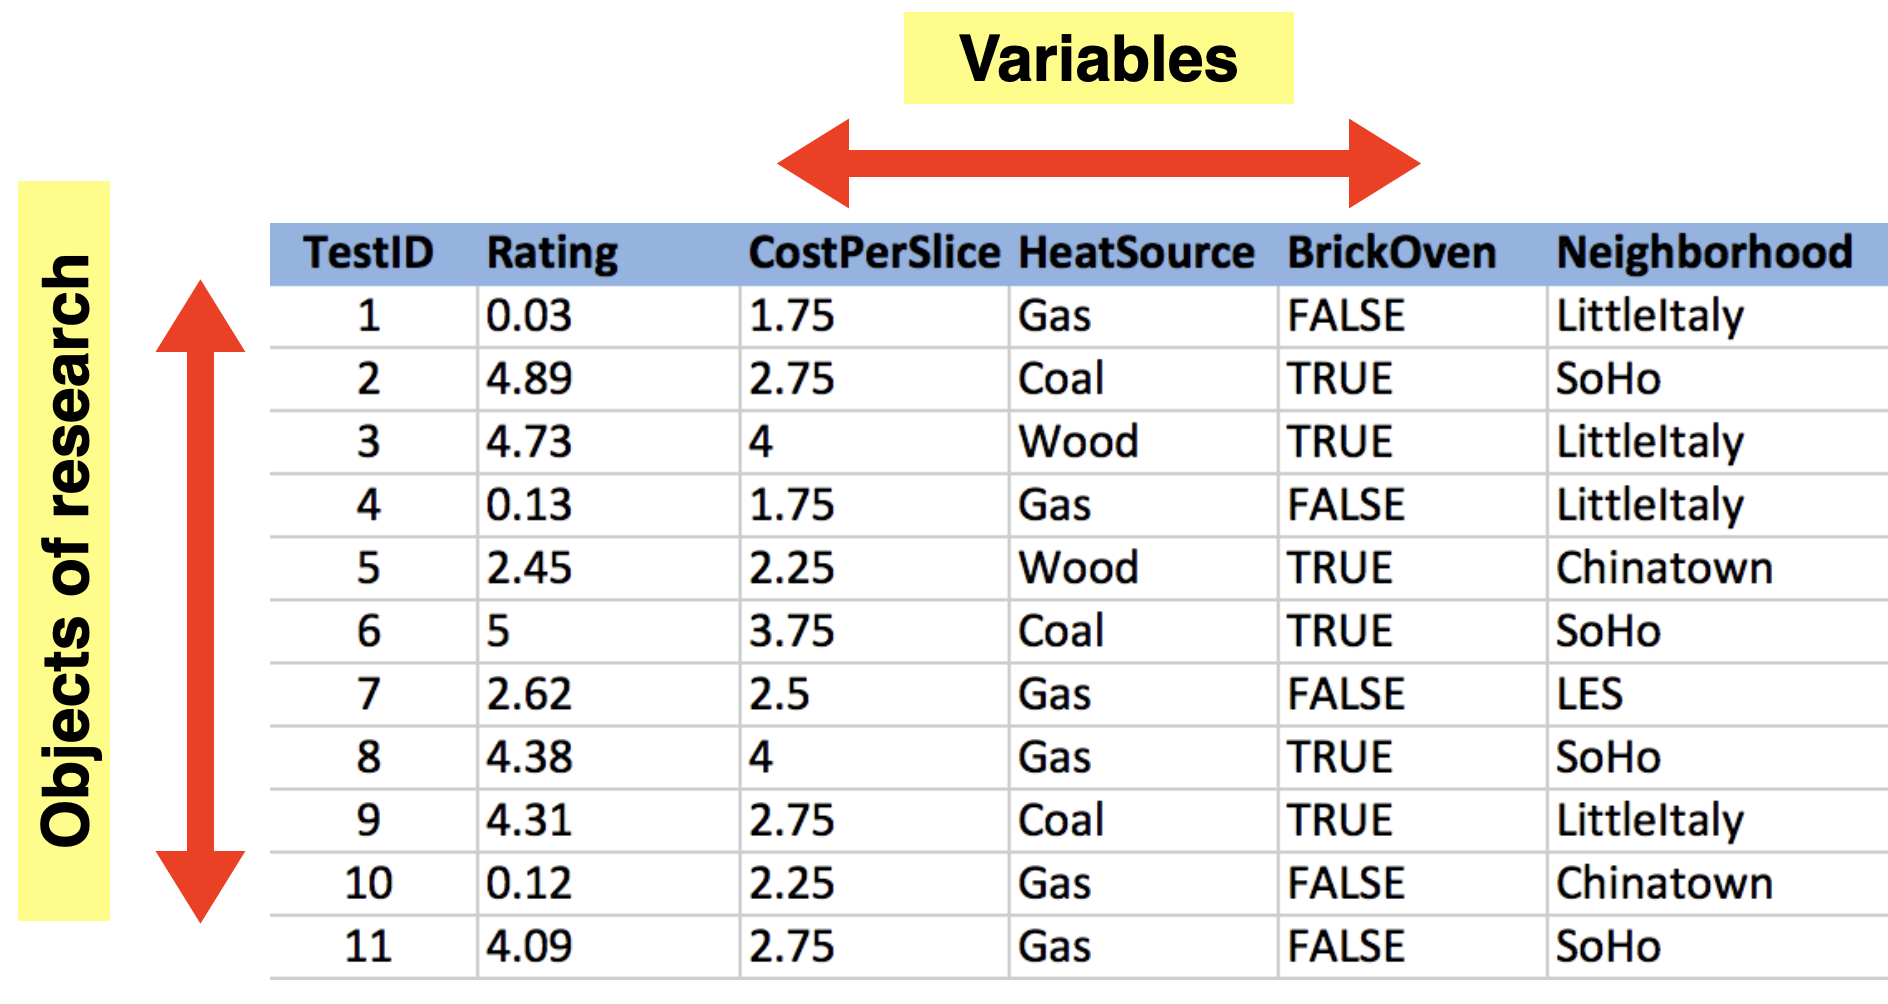 Variables
Objects of research
TestID Rating CostPerSlice HeatSource BrickOven Neighborhood
1 0.03 1.75 Gas FALSE LittleItaly
2 4.89 2.75 Coal TRUE SoHo
3 4.73 4 Wood TRUE LittleItaly
4 0.13 1.75 Gas FALSE LittleItaly
5 2.45 2.25 Wood TRUE Chinatown
6 5 3.75 Coal TRUE SoHo
7 2.62 2.5 Gas FALSE LES
8 4.38 4 Gas TRUE SoHo
9 4.31 2.75 Coal TRUE LittleItaly
10 0.12 2.25 Gas FALSE Chinatown
11 4.09 2.75 Gas FALSE SoHo